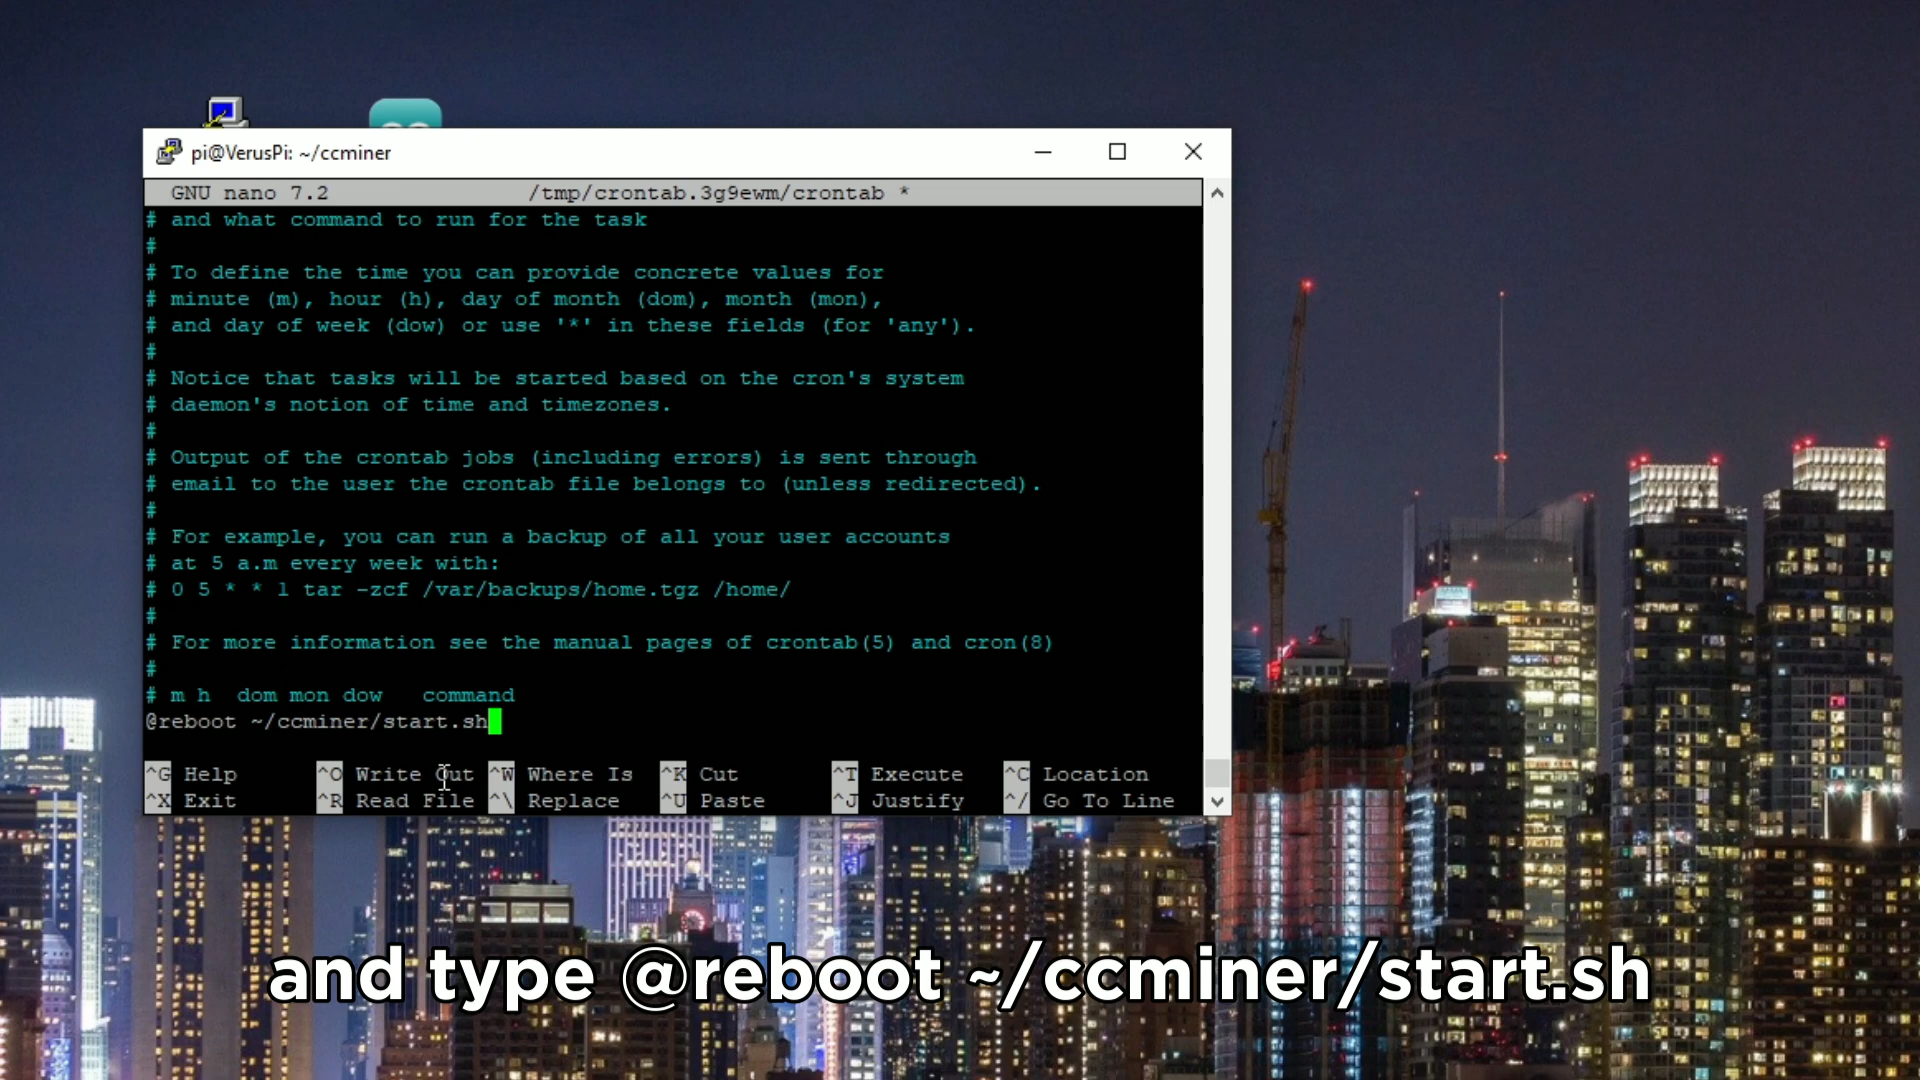 pi@VerusPi: ~/ccminer
GNU nano 7.2 /tmp/crontab.3g9ewm/crontab *
# and what command to run for the task
#
# To define the time you can provide concrete values for
# minute (m), hour (h), day of month (dom), month (mon),
# and day of week (dow) or use '*' in these fields (for 'any').
#
# Notice that tasks will be started based on the cron's system
# daemon's notion of time and timezones.
#
# Output of the crontab jobs (including errors) is sent through
# email to the user the crontab file belongs to (unless redirected).
#
# For example, you can run a backup of all your user accounts
# at 5 a.m every week with:
# 0 5 * * 1 tar -zcf /var/backups/home.tgz /home/
#
# For more information see the manual pages of crontab(5) and cron(8)
#
# m h  dom mon dow   command
@reboot ~/ccminer/start.sh
^G Help ^O Write Out ^W Where Is ^K Cut ^T Execute ^C Location
^X Exit ^R Read File ^\ Replace ^U Paste ^J Justify ^/ Go To Line
and type @reboot ~/ccminer/start.sh